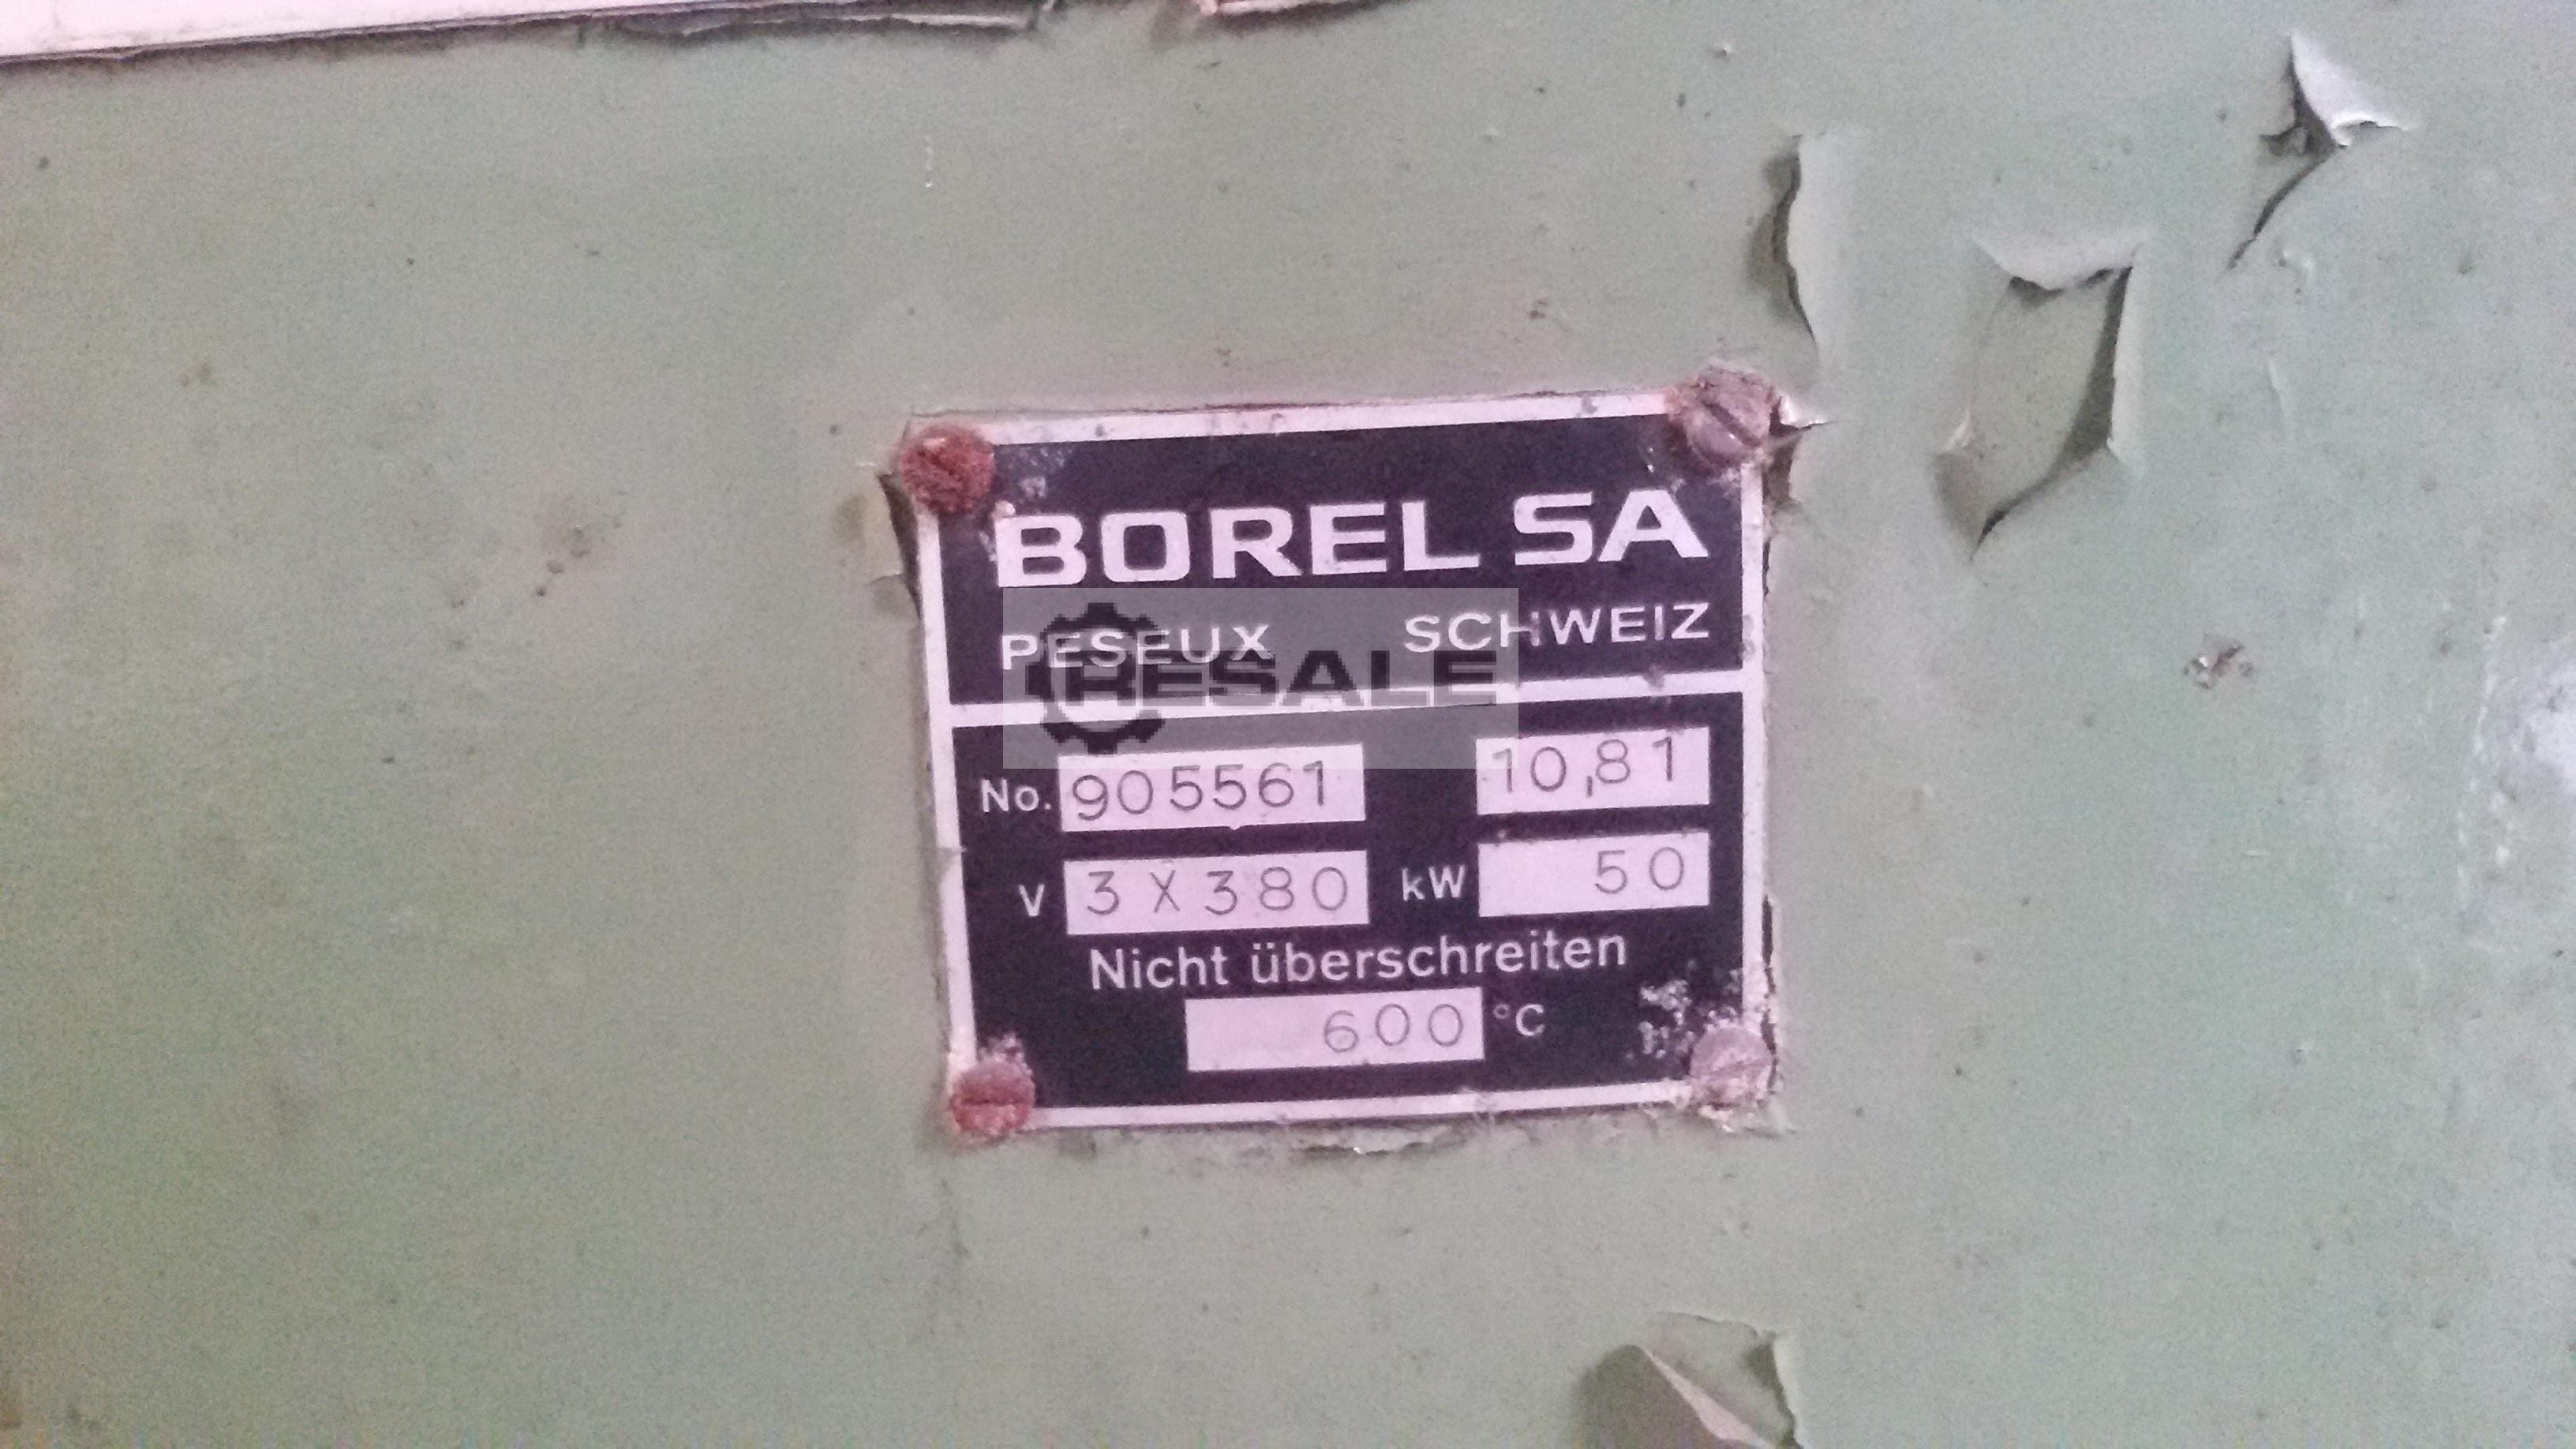 BOREL SA
PESEUX SCHWEIZ
RESALE
No. 905561 10,81
V 3 X 380 kW 50
Nicht überschreiten
600 °C